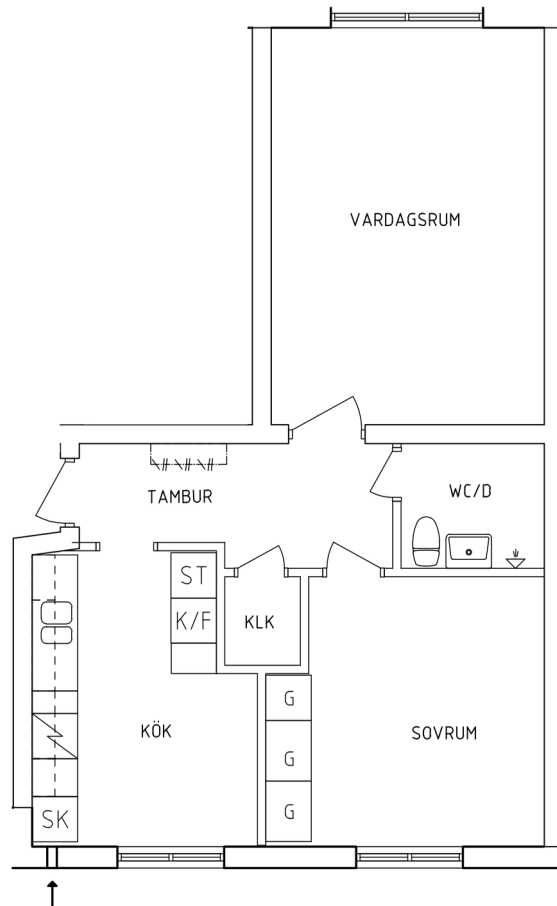 VARDAGSRUM
TAMBUR
WC/D
ST
K/F
KLK
G
KÖK
SOVRUM
G
G
SK